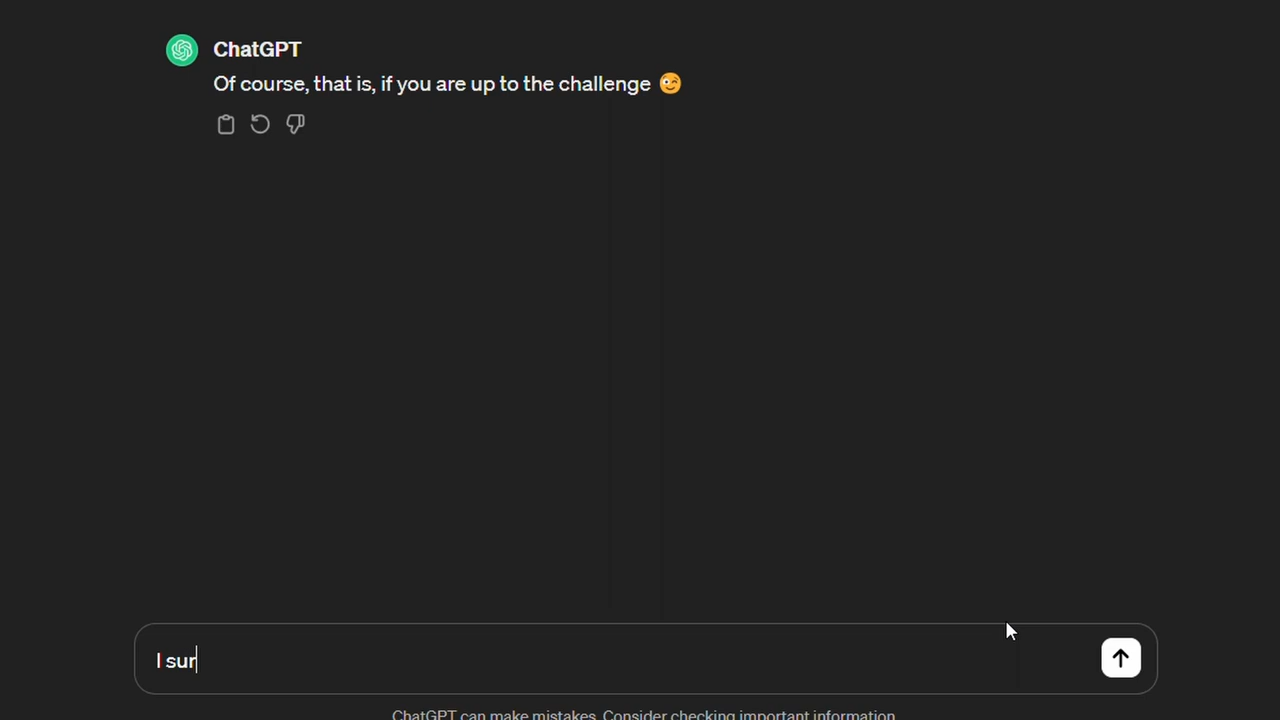 ChatGPT
Of course, that is, if you are up to the challenge 😉
I sur
ChatGPT can make mistakes. Consider checking important information.